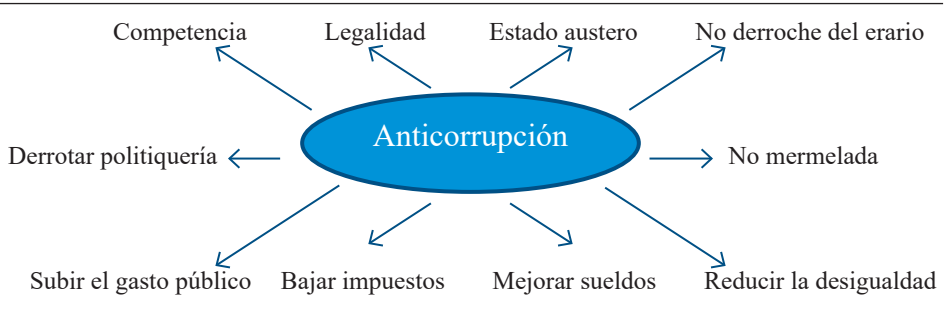 Competencia
Legalidad
Estado austero
No derroche del erario
Anticorrupción
Derrotar politiquería
No mermelada
Subir el gasto público
Bajar impuestos
Mejorar sueldos
Reducir la desigualdad